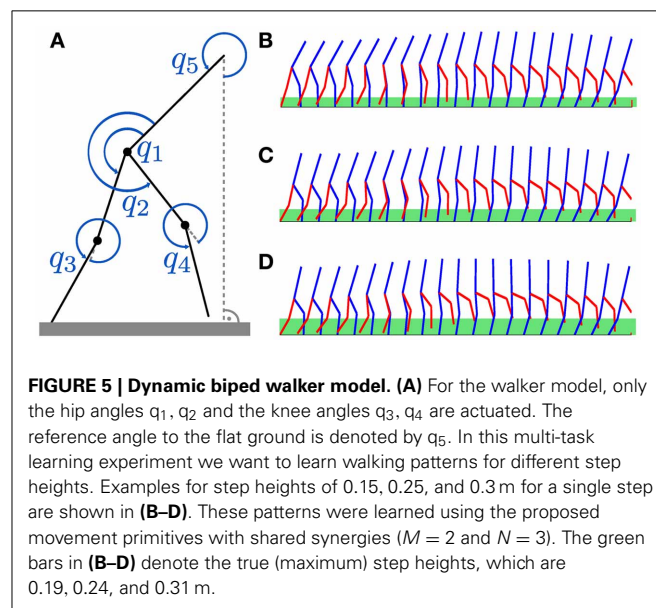 A
q5
q1
q2
q3
q4
B
C
D
FIGURE 5 | Dynamic biped walker model. (A) For the walker model, only
the hip angles q1, q2 and the knee angles q3, q4 are actuated. The
reference angle to the flat ground is denoted by q5. In this multi-task
learning experiment we want to learn walking patterns for different step
heights. Examples for step heights of 0.15, 0.25, and 0.3 m for a single step
are shown in (B–D). These patterns were learned using the proposed
movement primitives with shared synergies (M = 2 and N = 3). The green
bars in (B–D) denote the true (maximum) step heights, which are
0.19, 0.24, and 0.31 m.